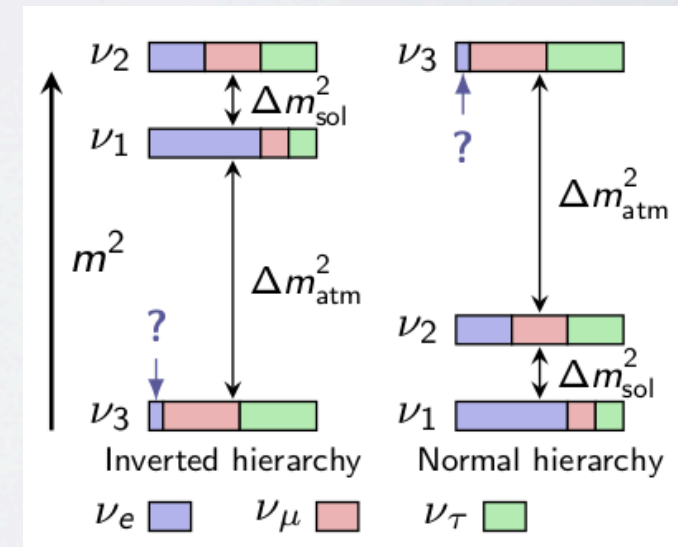 ν₂
Δm²sol
ν₁
m²
Δm²atm
?
ν₃
Inverted hierarchy
ν₃
?
Δm²atm
ν₂
Δm²sol
ν₁
Normal hierarchy
νe νμ ντ